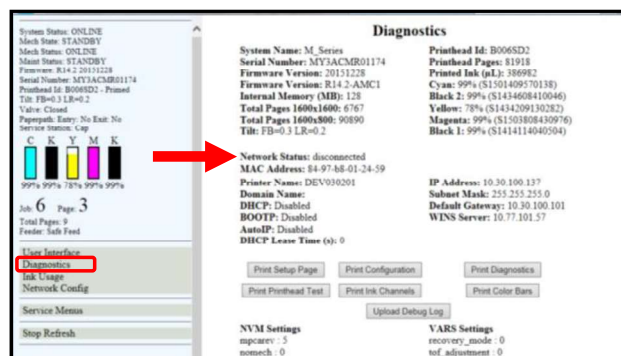 System Status: ONLINE
Mech State: STANDBY
Mech Status: ONLINE
Maint Status: STANDBY
Firmware: R14.2 20151228
Serial Number: MY3ACMR01174
Printhead Id: B006SD2 - Primed
Tilt: FB=0.3 LR=0.2
Valve: Closed
Paperpath: Entry: No Exit: No
Service Station: Cap
C K Y M K
99% 99% 78% 99% 99%
Job: 6 Page: 3
Total Pages: 9
Feeder: Safe Feed
User Interface
Diagnostics
Ink Usage
Network Config
Service Menus
Stop Refresh
Diagnostics
System Name: M_Series
Serial Number: MY3ACMR01174
Firmware Version: 20151228
Firmware Version: R14.2-AMC1
Internal Memory (MB): 128
Total Pages 1600x1600: 6767
Total Pages 1600x800: 90890
Tilt: FB=0.3 LR=0.2
Printhead Id: B006SD2
Printhead Pages: 81918
Printed Ink (µL): 386982
Cyan: 99% (S1501409570138)
Black 2: 99% (S1434608410046)
Yellow: 78% (S1434209130282)
Magenta: 99% (S1503808430976)
Black 1: 99% (S1414114040504)
Network Status: disconnected
MAC Address: 84-97-b8-01-24-59
Printer Name: DEV030201
Domain Name:
DHCP: Disabled
BOOTP: Disabled
AutoIP: Disabled
DHCP Lease Time (s): 0
IP Address: 10.30.100.137
Subnet Mask: 255.255.255.0
Default Gateway: 10.30.100.101
WINS Server: 10.77.101.57
Print Setup Page Print Configuration Print Diagnostics
Print Printhead Test Print Ink Channels Print Color Bars
Upload Debug Log
NVM Settings
mpcarev : 5
nomech : 0
VARS Settings
recovery_mode : 0
tof_adjustment : 0